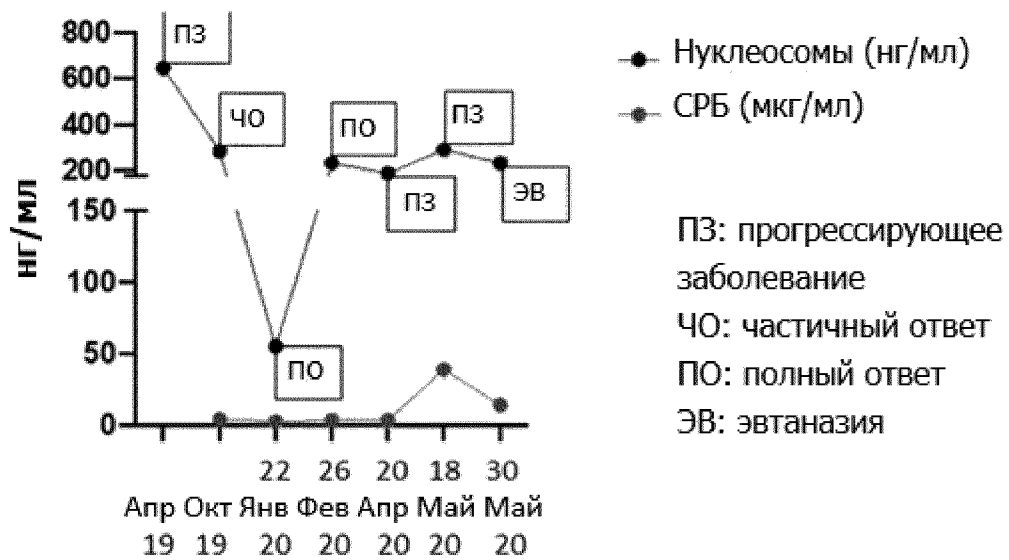 800
600
400
200
150
100
50
0
нг/мл
ПЗ
ЧО
ПО
ПО
ПЗ
ПЗ
ЭВ
22 26 20 18 30
Апр Окт Янв Фев Апр Май Май
19 19 20 20 20 20 20
Нуклеосомы (нг/мл)
СРБ (мкг/мл)
ПЗ: прогрессирующее
заболевание
ЧО: частичный ответ
ПО: полный ответ
ЭВ: эвтаназия